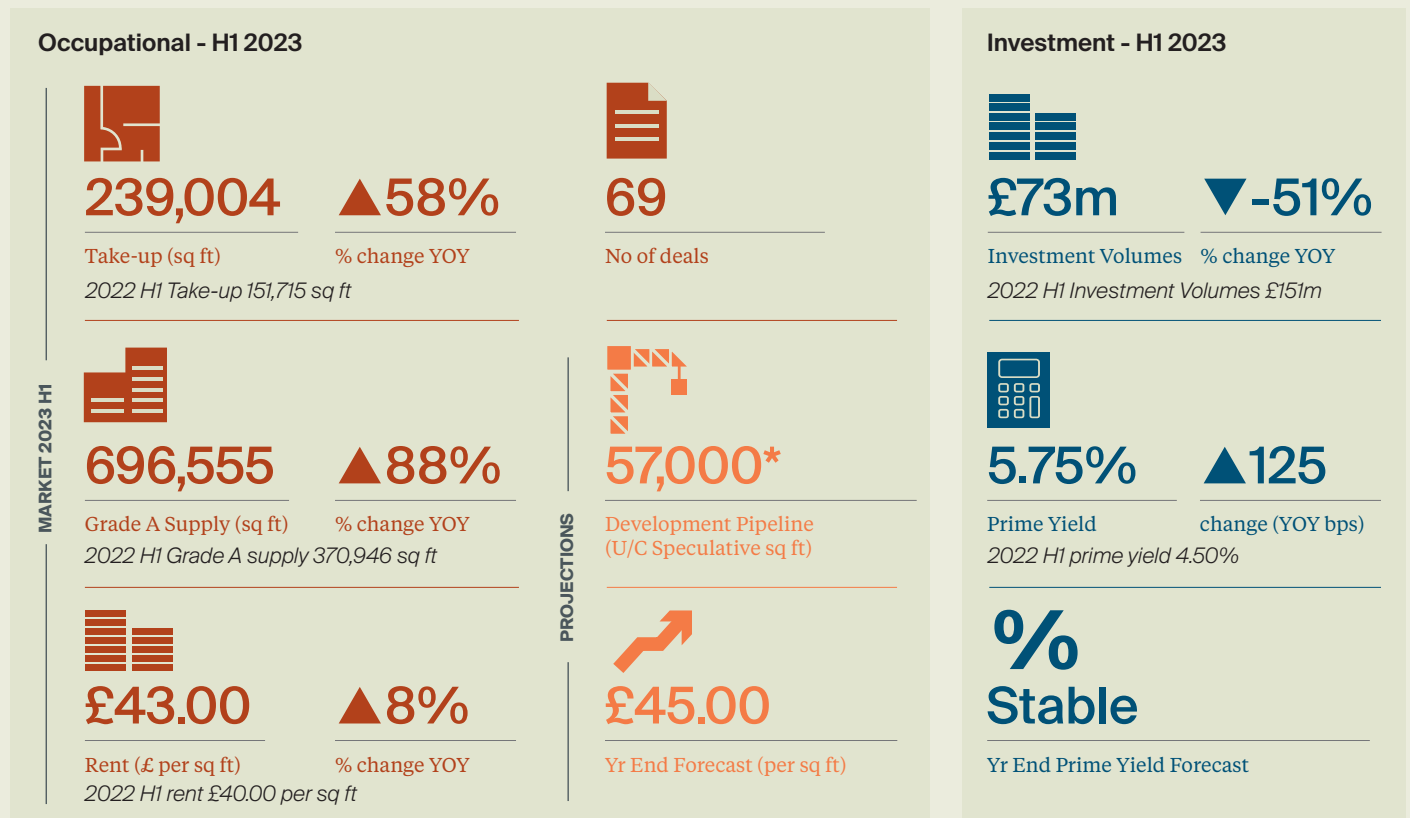 Occupational - H1 2023
MARKET 2023 H1
239,004
58%
Take-up (sq ft)
% change YOY
2022 H1 Take-up 151,715 sq ft
69
No of deals
696,555
88%
Grade A Supply (sq ft)
% change YOY
2022 H1 Grade A supply 370,946 sq ft
£43.00
8%
Rent (£ per sq ft)
% change YOY
2022 H1 rent £40.00 per sq ft
PROJECTIONS
57,000*
Development Pipeline
(U/C Speculative sq ft)
£45.00
Yr End Forecast (per sq ft)
Investment - H1 2023
£73m
-51%
Investment Volumes
% change YOY
2022 H1 Investment Volumes £151m
5.75%
125
Prime Yield
change (YOY bps)
2022 H1 prime yield 4.50%
%
Stable
Yr End Prime Yield Forecast